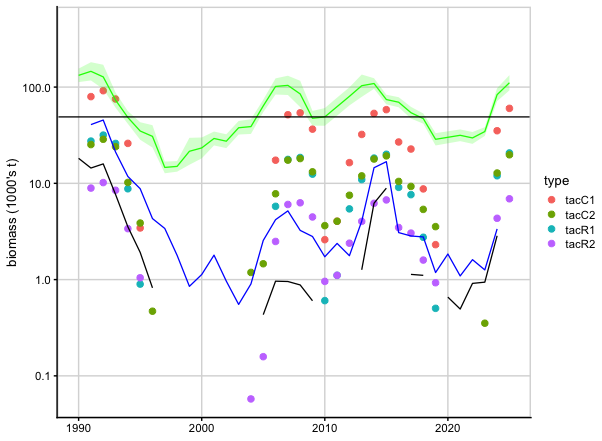 biomass (1000's t)
100.0
10.0
1.0
0.1
1990
2000
2010
2020
type
tacC1
tacC2
tacR1
tacR2